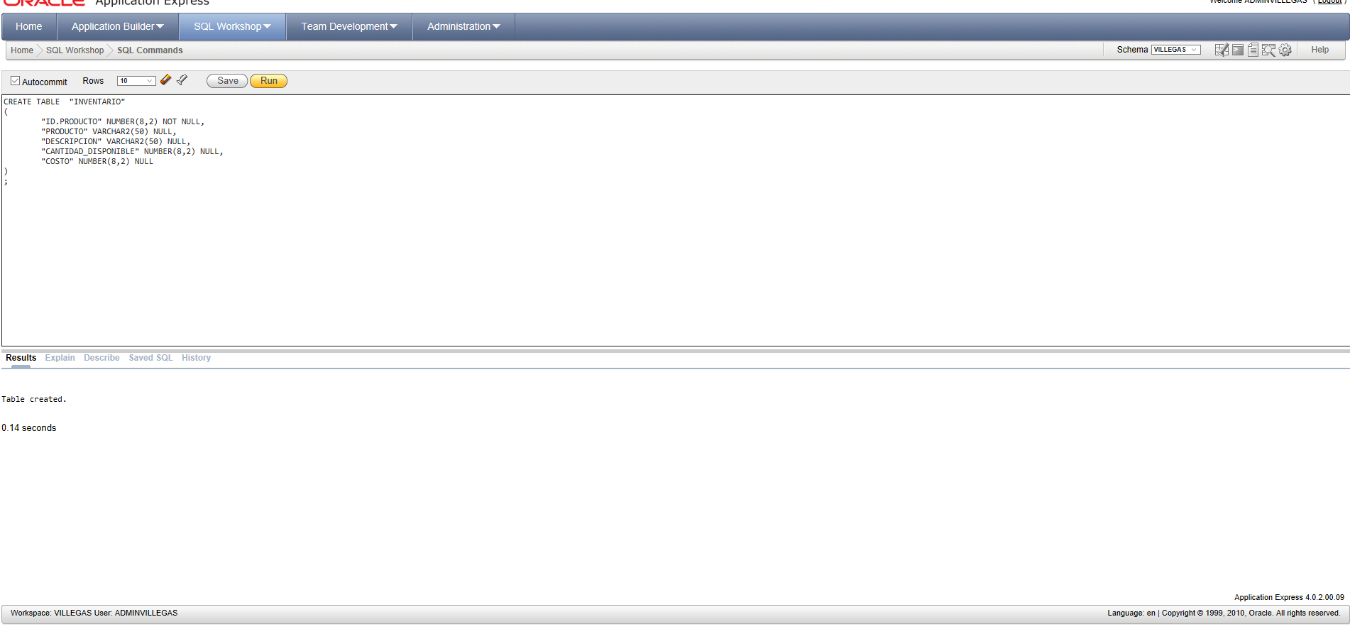 ORACLE Application Express
Welcome ADMINVILLEGAS (Logout)
Home Application Builder SQL Workshop Team Development Administration
Home SQL Workshop SQL Commands Schema VILLEGAS Help
Autocommit Rows 10 Save Run
CREATE TABLE "INVENTARIO"
(
"ID.PRODUCTO" NUMBER(8,2) NOT NULL,
"PRODUCTO" VARCHAR2(50) NULL,
"DESCRIPCION" VARCHAR2(50) NULL,
"CANTIDAD_DISPONIBLE" NUMBER(8,2) NULL,
"COSTO" NUMBER(8,2) NULL
)
;
Results Explain Describe Saved SQL History
Table created.
0.14 seconds
Application Express 4.0.2.00.09
Workspace: VILLEGAS User: ADMINVILLEGAS
Language: en | Copyright © 1999, 2010, Oracle. All rights reserved.